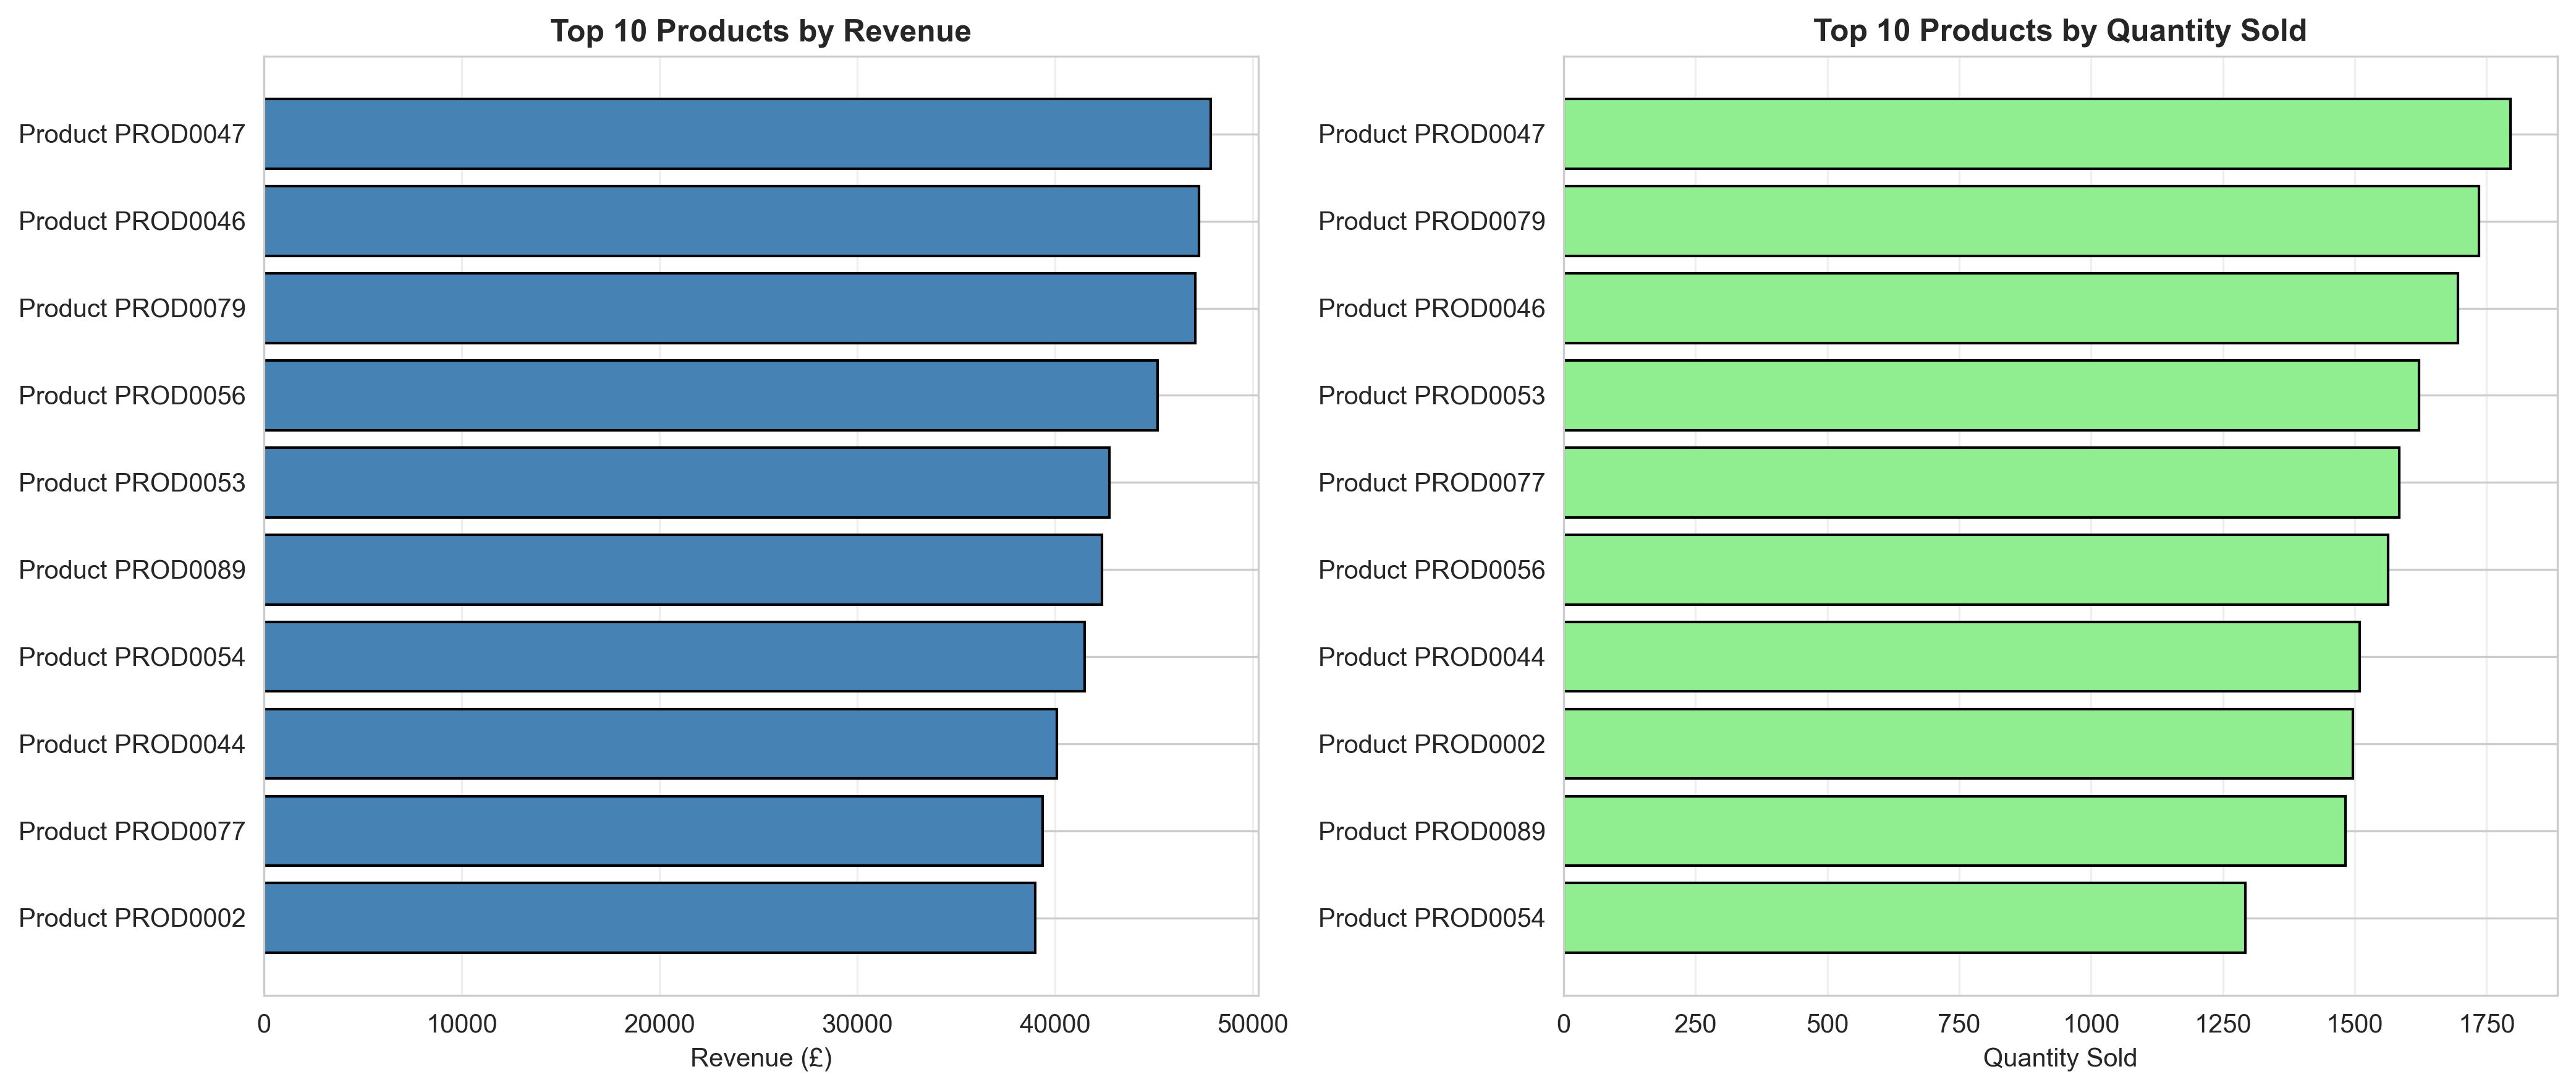 Top 10 Products by Revenue
Product PROD0047
Product PROD0046
Product PROD0079
Product PROD0056
Product PROD0053
Product PROD0089
Product PROD0054
Product PROD0044
Product PROD0077
Product PROD0002
0 10000 20000 30000 40000 50000
Revenue (£)
Top 10 Products by Quantity Sold
Product PROD0047
Product PROD0079
Product PROD0046
Product PROD0053
Product PROD0077
Product PROD0056
Product PROD0044
Product PROD0002
Product PROD0089
Product PROD0054
0 250 500 750 1000 1250 1500 1750
Quantity Sold